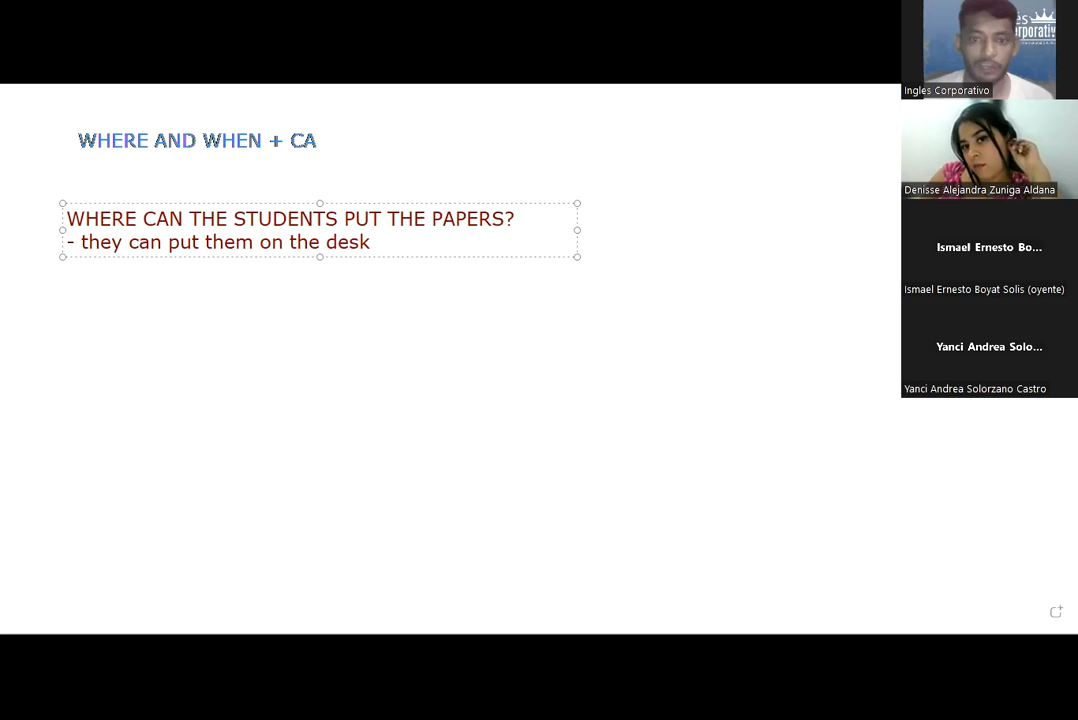 WHERE AND WHEN + CA
WHERE CAN THE STUDENTS PUT THE PAPERS?
- they can put them on the desk
Ingles Corporativo
Denisse Alejandra Zuniga Aldana
Ismael Ernesto Bo...
Ismael Ernesto Boyat Solis (oyente)
Yanci Andrea Solo...
Yanci Andrea Solorzano Castro